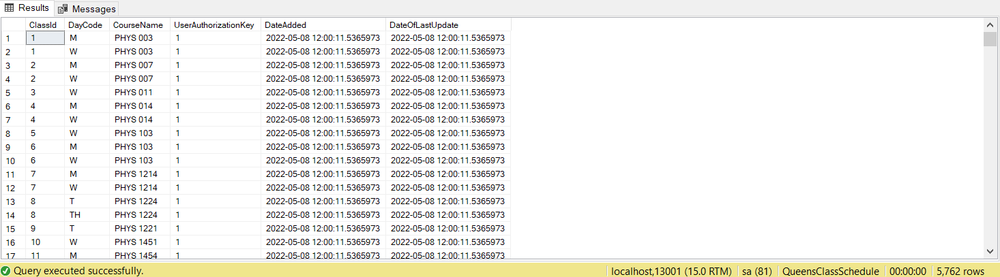 Results Messages
ClassId DayCode CourseName UserAuthorizationKey DateAdded DateOfLastUpdate
1 1 M PHYS 003 1 2022-05-08 12:00:11.5365973 2022-05-08 12:00:11.5365973
2 1 W PHYS 003 1 2022-05-08 12:00:11.5365973 2022-05-08 12:00:11.5365973
3 2 M PHYS 007 1 2022-05-08 12:00:11.5365973 2022-05-08 12:00:11.5365973
4 2 W PHYS 007 1 2022-05-08 12:00:11.5365973 2022-05-08 12:00:11.5365973
5 3 W PHYS 011 1 2022-05-08 12:00:11.5365973 2022-05-08 12:00:11.5365973
6 4 M PHYS 014 1 2022-05-08 12:00:11.5365973 2022-05-08 12:00:11.5365973
7 4 W PHYS 014 1 2022-05-08 12:00:11.5365973 2022-05-08 12:00:11.5365973
8 5 W PHYS 103 1 2022-05-08 12:00:11.5365973 2022-05-08 12:00:11.5365973
9 6 M PHYS 103 1 2022-05-08 12:00:11.5365973 2022-05-08 12:00:11.5365973
10 6 W PHYS 103 1 2022-05-08 12:00:11.5365973 2022-05-08 12:00:11.5365973
11 7 M PHYS 1214 1 2022-05-08 12:00:11.5365973 2022-05-08 12:00:11.5365973
12 7 W PHYS 1214 1 2022-05-08 12:00:11.5365973 2022-05-08 12:00:11.5365973
13 8 T PHYS 1224 1 2022-05-08 12:00:11.5365973 2022-05-08 12:00:11.5365973
14 8 TH PHYS 1224 1 2022-05-08 12:00:11.5365973 2022-05-08 12:00:11.5365973
15 9 T PHYS 1221 1 2022-05-08 12:00:11.5365973 2022-05-08 12:00:11.5365973
16 10 W PHYS 1451 1 2022-05-08 12:00:11.5365973 2022-05-08 12:00:11.5365973
17 11 M PHYS 1454 1 2022-05-08 12:00:11.5365973 2022-05-08 12:00:11.5365973
Query executed successfully. localhost,13001 (15.0 RTM) sa (81) QueensClassSchedule 00:00:00 5,762 rows